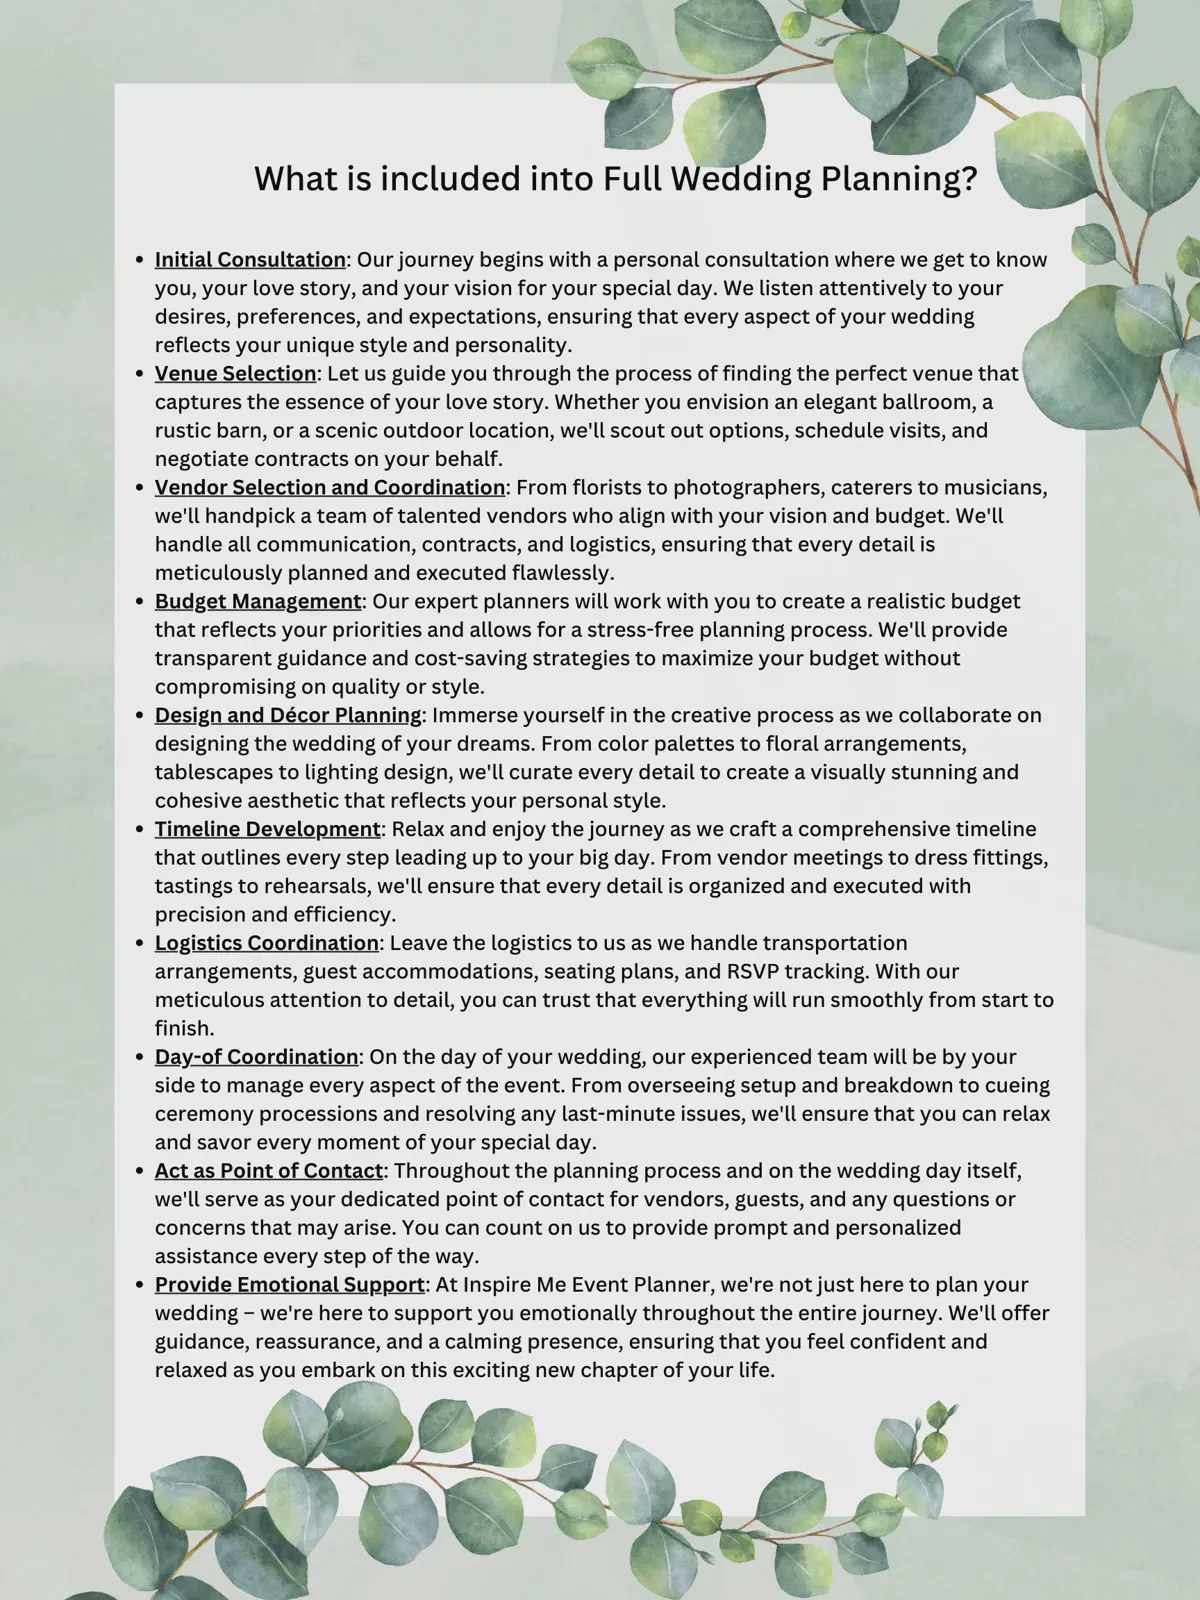 What is included into Full Wedding Planning?
• Initial Consultation: Our journey begins with a personal consultation where we get to know
you, your love story, and your vision for your special day. We listen attentively to your
desires, preferences, and expectations, ensuring that every aspect of your wedding
reflects your unique style and personality.
• Venue Selection: Let us guide you through the process of finding the perfect venue that
captures the essence of your love story. Whether you envision an elegant ballroom, a
rustic barn, or a scenic outdoor location, we'll scout out options, schedule visits, and
negotiate contracts on your behalf.
• Vendor Selection and Coordination: From florists to photographers, caterers to musicians,
we'll handpick a team of talented vendors who align with your vision and budget. We'll
handle all communication, contracts, and logistics, ensuring that every detail is
meticulously planned and executed flawlessly.
• Budget Management: Our expert planners will work with you to create a realistic budget
that reflects your priorities and allows for a stress-free planning process. We'll provide
transparent guidance and cost-saving strategies to maximize your budget without
compromising on quality or style.
• Design and Décor Planning: Immerse yourself in the creative process as we collaborate on
designing the wedding of your dreams. From color palettes to floral arrangements,
tablescapes to lighting design, we'll curate every detail to create a visually stunning and
cohesive aesthetic that reflects your personal style.
• Timeline Development: Relax and enjoy the journey as we craft a comprehensive timeline
that outlines every step leading up to your big day. From vendor meetings to dress fittings,
tastings to rehearsals, we'll ensure that every detail is organized and executed with
precision and efficiency.
• Logistics Coordination: Leave the logistics to us as we handle transportation
arrangements, guest accommodations, seating plans, and RSVP tracking. With our
meticulous attention to detail, you can trust that everything will run smoothly from start to
finish.
• Day-of Coordination: On the day of your wedding, our experienced team will be by your
side to manage every aspect of the event. From overseeing setup and breakdown to cueing
ceremony processions and resolving any last-minute issues, we'll ensure that you can relax
and savor every moment of your special day.
• Act as Point of Contact: Throughout the planning process and on the wedding day itself,
we'll serve as your dedicated point of contact for vendors, guests, and any questions or
concerns that may arise. You can count on us to provide prompt and personalized
assistance every step of the way.
• Provide Emotional Support: At Inspire Me Event Planner, we're not just here to plan your
wedding – we're here to support you emotionally throughout the entire journey. We'll offer
guidance, reassurance, and a calming presence, ensuring that you feel confident and
relaxed as you embark on this exciting new chapter of your life.